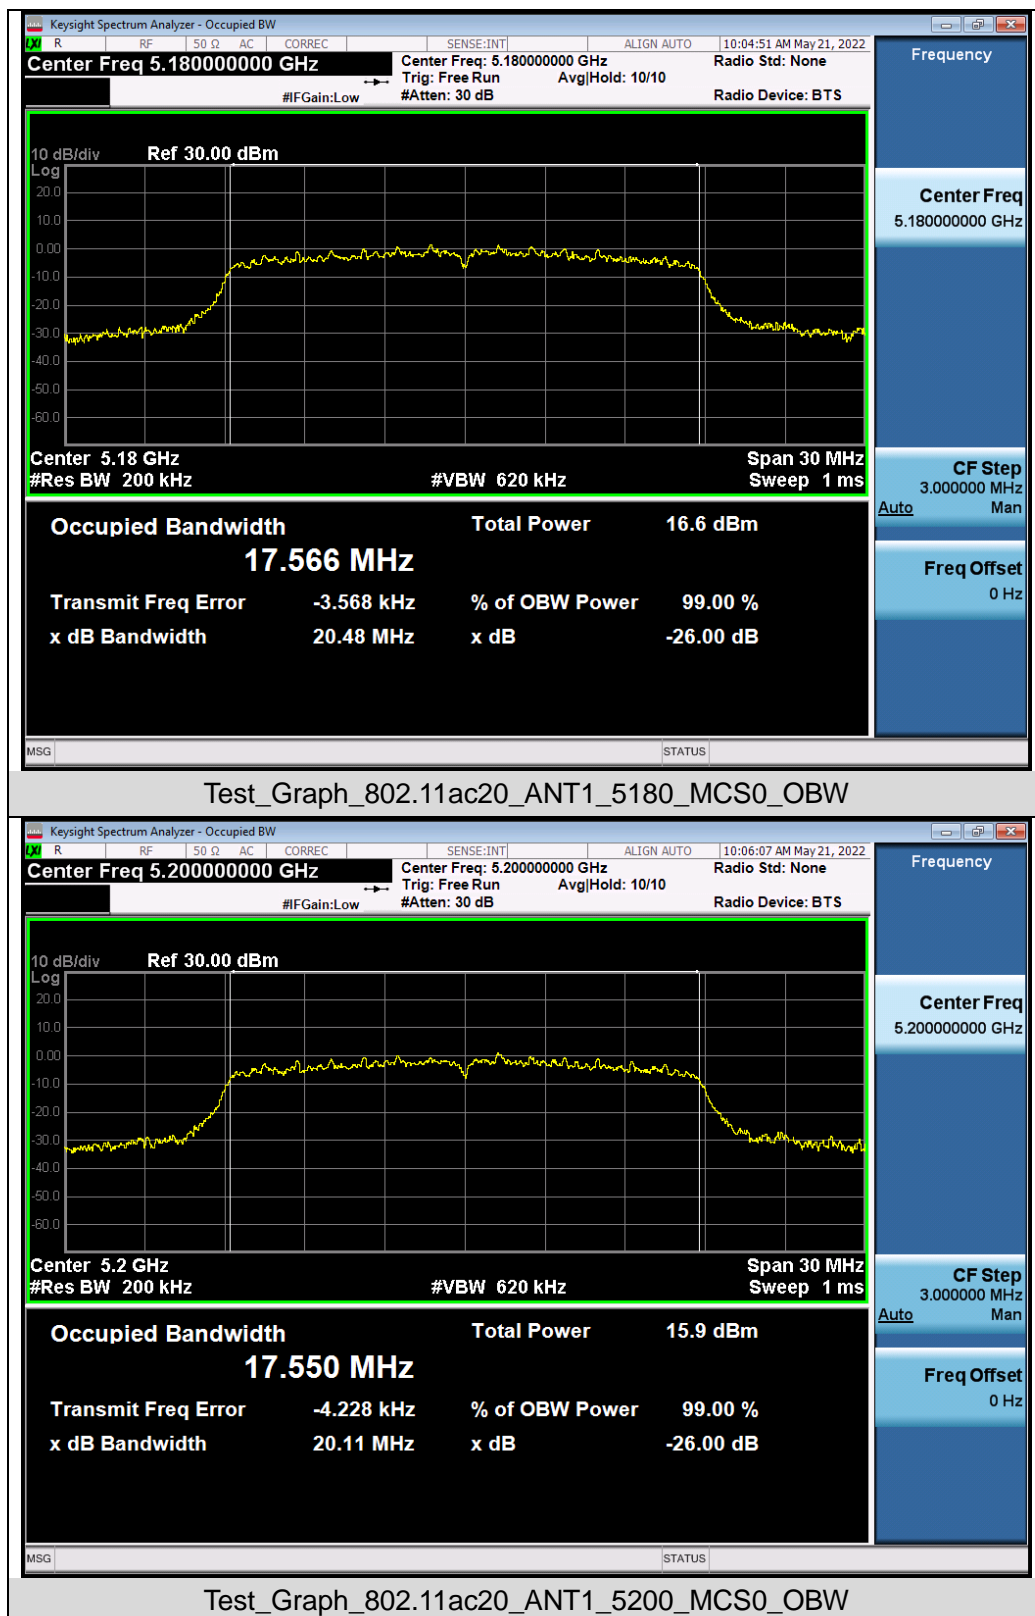 Keysight Spectrum Analyzer - Occupied BW
LXI R RF 50 Ω AC CORREC SENSE:INT ALIGN AUTO 10:04:51 AM May 21, 2022
Center Freq 5.180000000 GHz
Center Freq: 5.180000000 GHz
Radio Std: None
Trig: Free Run Avg|Hold: 10/10
#IFGain:Low
#Atten: 30 dB
Radio Device: BTS
Frequency
10 dB/div Ref 30.00 dBm
Log
20.0
10.0
0.00
-10.0
-20.0
-30.0
-40.0
-50.0
-60.0
Center 5.18 GHz
Span 30 MHz
#Res BW 200 kHz
#VBW 620 kHz
Sweep 1 ms
Center Freq
5.180000000 GHz
CF Step
3.000000 MHz
Auto Man
Freq Offset
0 Hz
Occupied Bandwidth
17.566 MHz
Total Power 16.6 dBm
Transmit Freq Error -3.568 kHz
% of OBW Power 99.00 %
x dB Bandwidth 20.48 MHz
x dB -26.00 dB
MSG STATUS
Test_Graph_802.11ac20_ANT1_5180_MCS0_OBW
Keysight Spectrum Analyzer - Occupied BW
LXI R RF 50 Ω AC CORREC SENSE:INT ALIGN AUTO 10:06:07 AM May 21, 2022
Center Freq 5.200000000 GHz
Center Freq: 5.200000000 GHz
Radio Std: None
Trig: Free Run Avg|Hold: 10/10
#IFGain:Low
#Atten: 30 dB
Radio Device: BTS
Frequency
10 dB/div Ref 30.00 dBm
Log
20.0
10.0
0.00
-10.0
-20.0
-30.0
-40.0
-50.0
-60.0
Center 5.2 GHz
Span 30 MHz
#Res BW 200 kHz
#VBW 620 kHz
Sweep 1 ms
Center Freq
5.200000000 GHz
CF Step
3.000000 MHz
Auto Man
Freq Offset
0 Hz
Occupied Bandwidth
17.550 MHz
Total Power 15.9 dBm
Transmit Freq Error -4.228 kHz
% of OBW Power 99.00 %
x dB Bandwidth 20.11 MHz
x dB -26.00 dB
MSG STATUS
Test_Graph_802.11ac20_ANT1_5200_MCS0_OBW